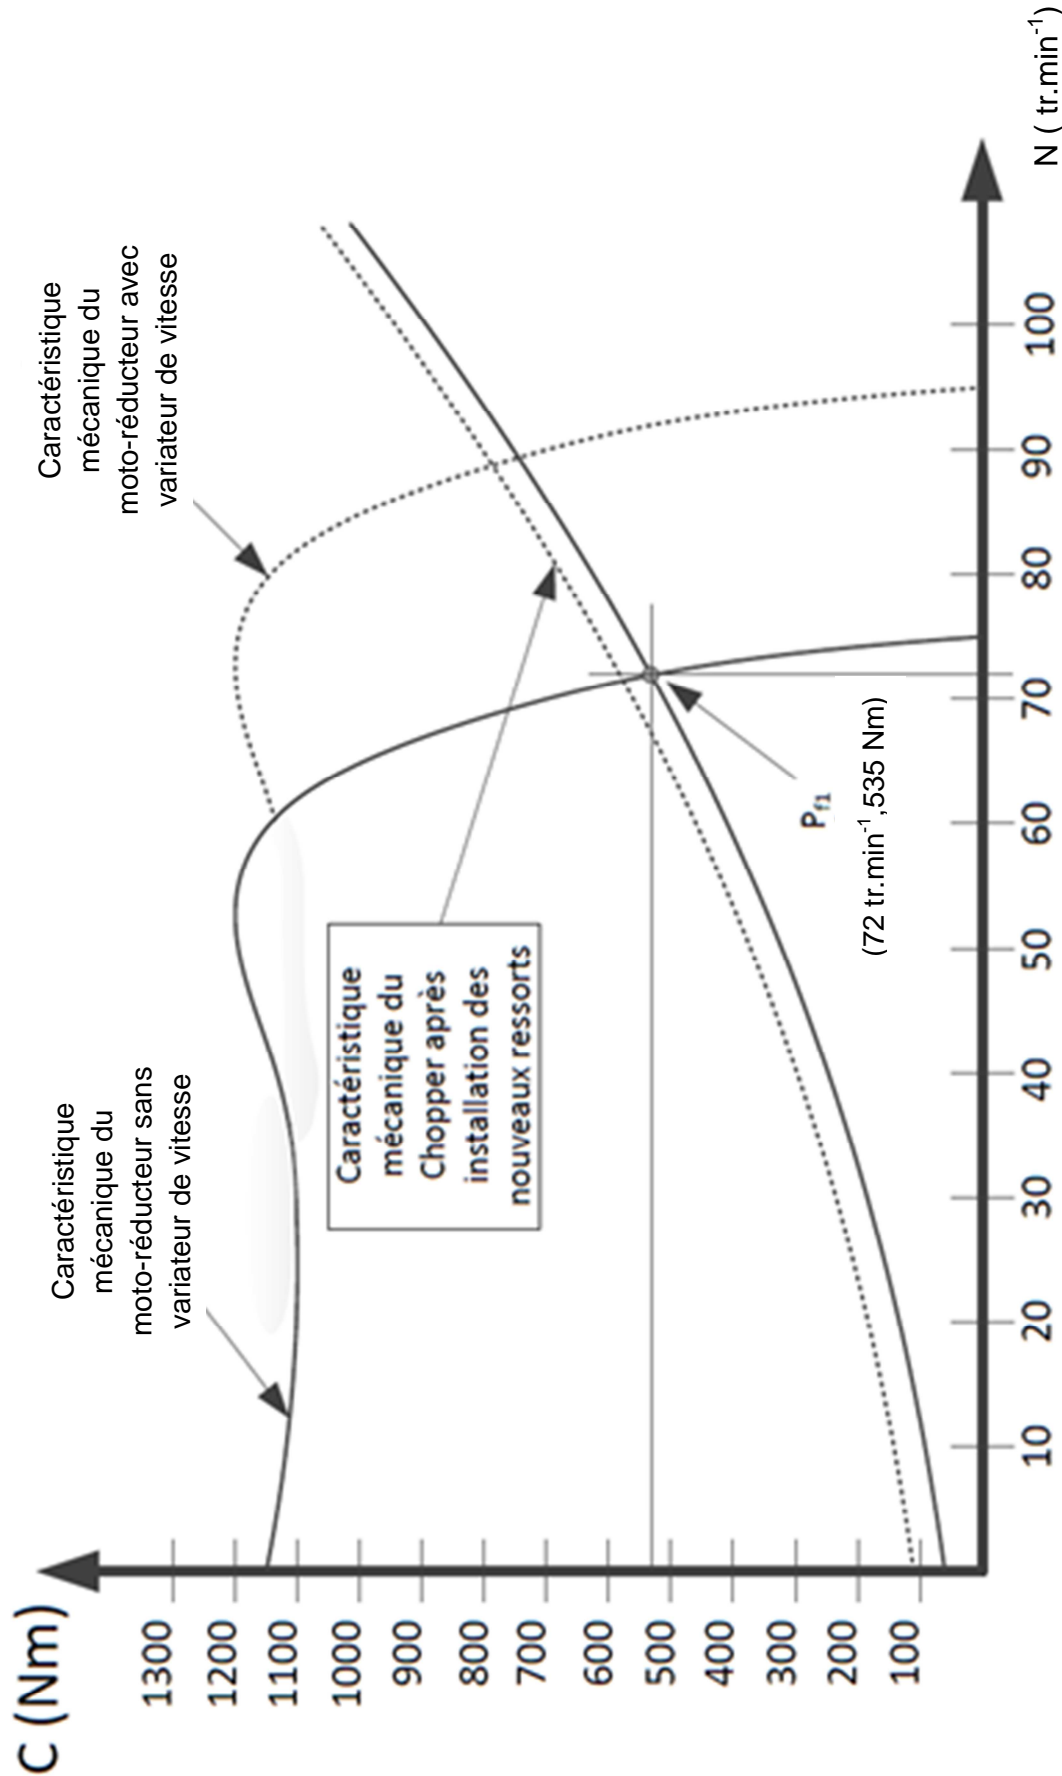 C (Nm)
1300
1200
1100
1000
900
800
700
600
500
400
300
200
100
Caractéristique
mécanique du
moto-réducteur sans
variateur de vitesse
Caractéristique
mécanique du
moto-réducteur avec
variateur de vitesse
Caractéristique
mécanique du
Chopper après
installation des
nouveaux ressorts
Pf1
(72 tr.min-1,535 Nm)
10
20
30
40
50
60
70
80
90
100
N ( tr.min-1)